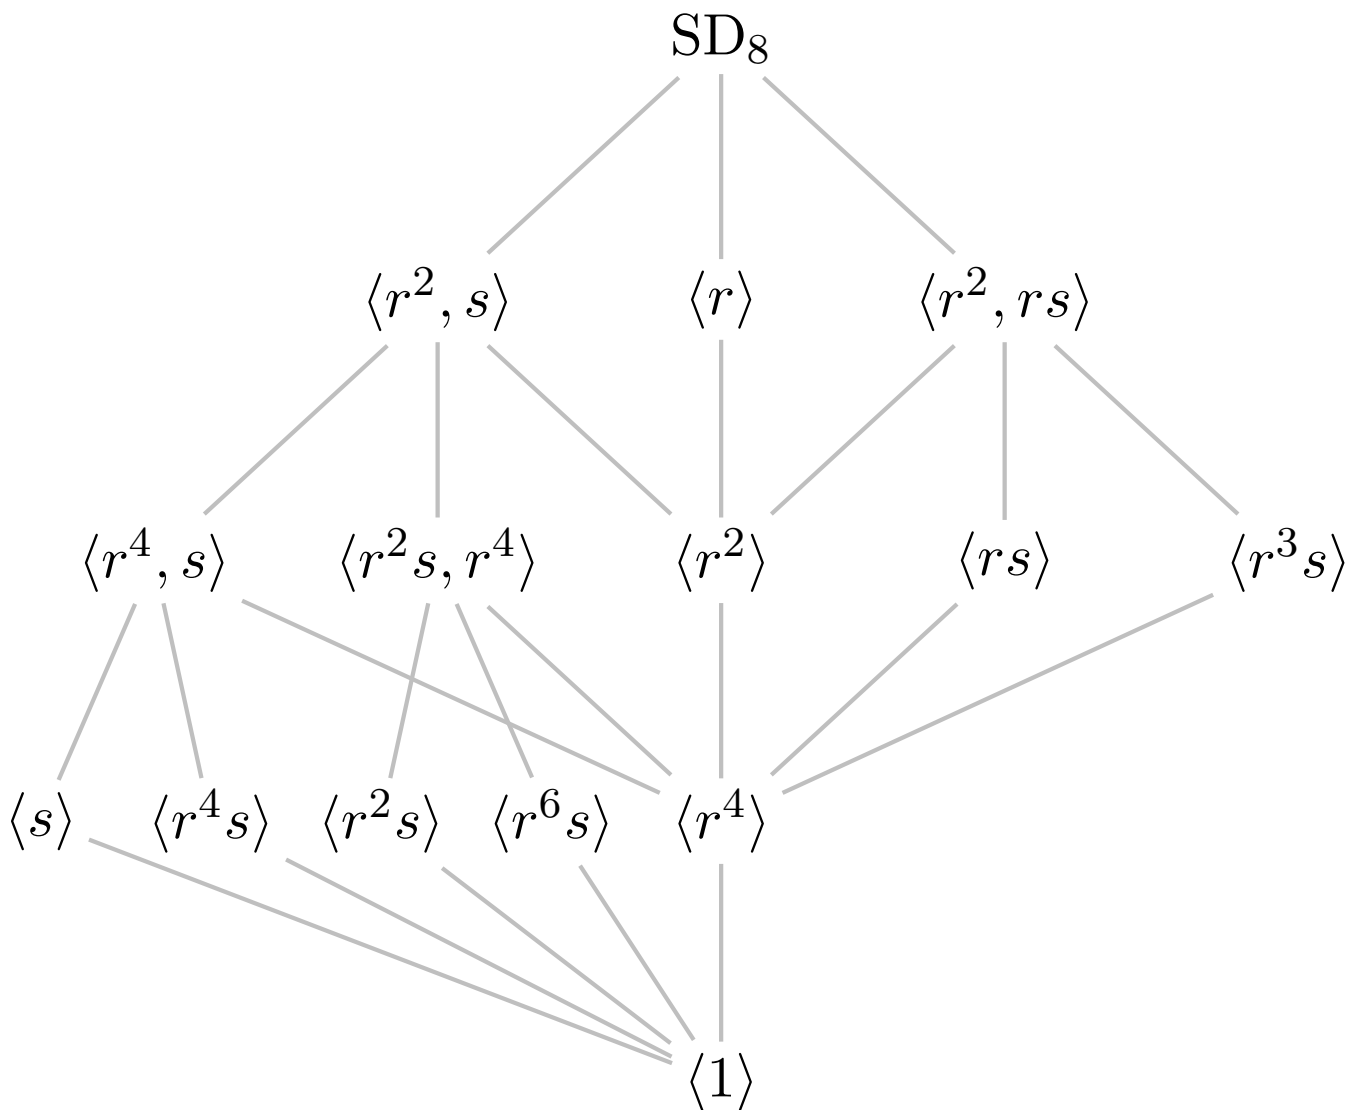 SD₈
⟨r², s⟩ ⟨r⟩ ⟨r², rs⟩
⟨r⁴, s⟩ ⟨r²s, r⁴⟩ ⟨r²⟩ ⟨rs⟩ ⟨r³s⟩
⟨s⟩ ⟨r⁴s⟩ ⟨r²s⟩ ⟨r⁶s⟩ ⟨r⁴⟩
⟨1⟩